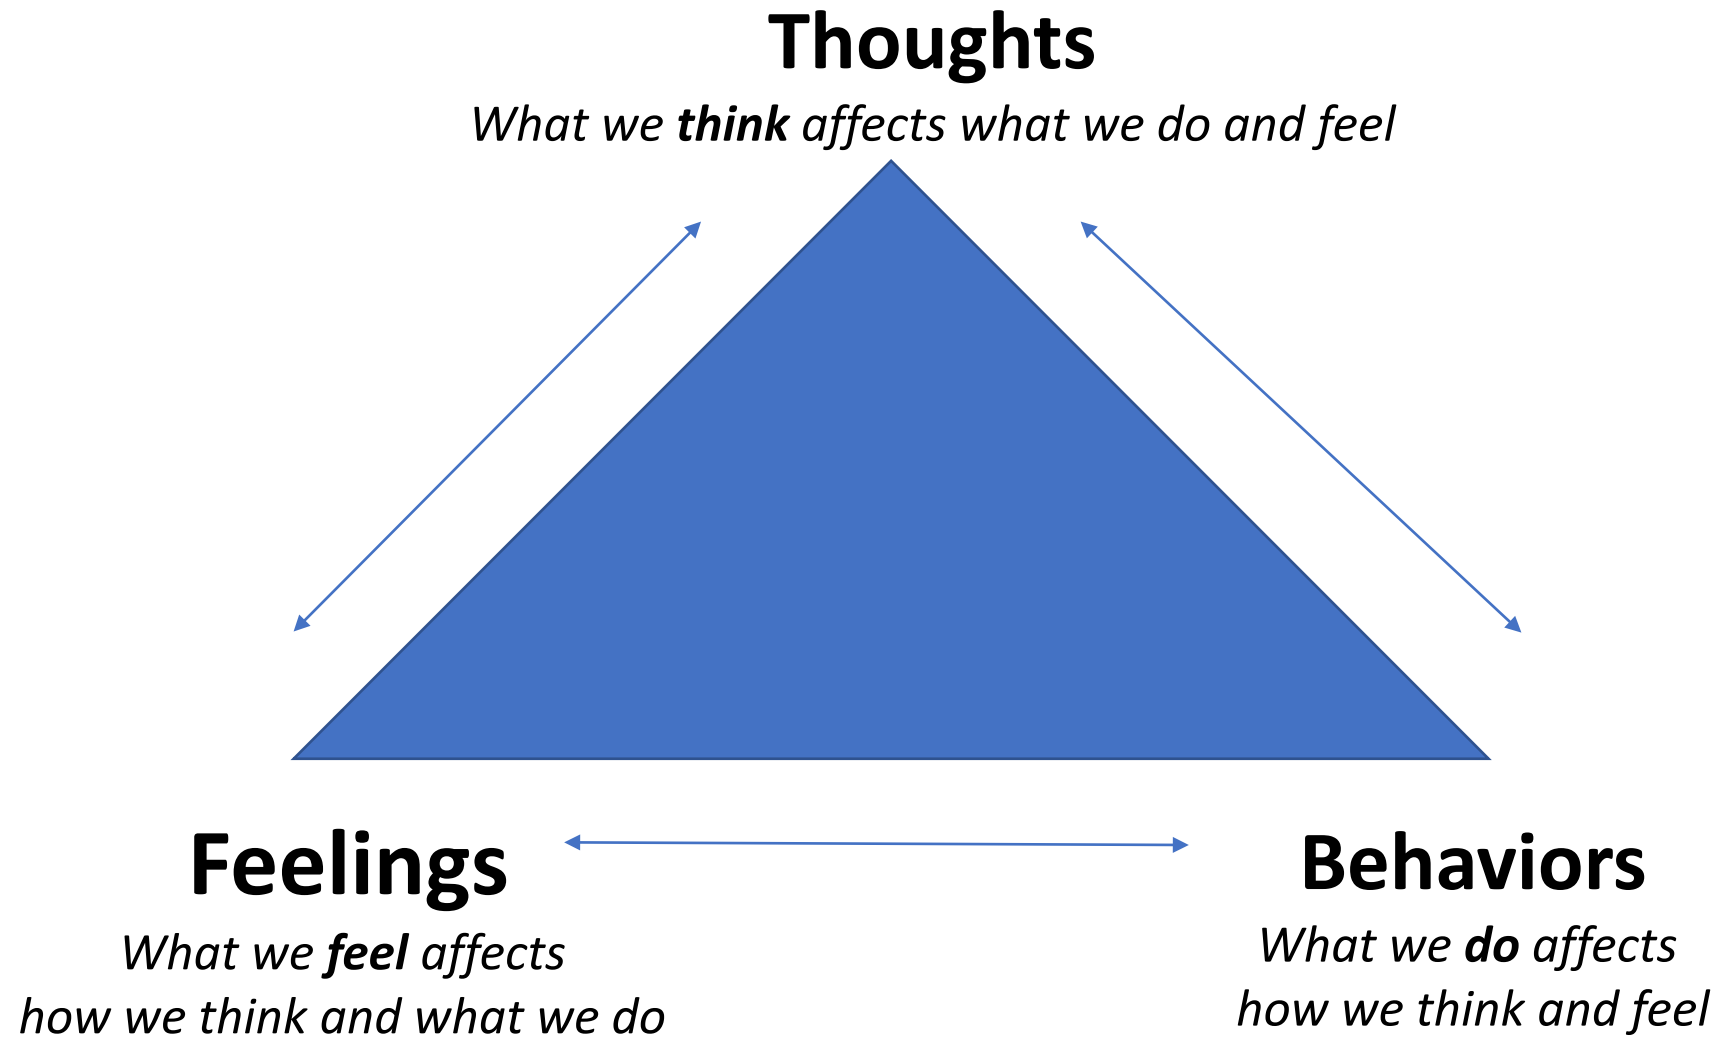 Thoughts
What we think affects what we do and feel
Feelings
What we feel affects
how we think and what we do
Behaviors
What we do affects
how we think and feel